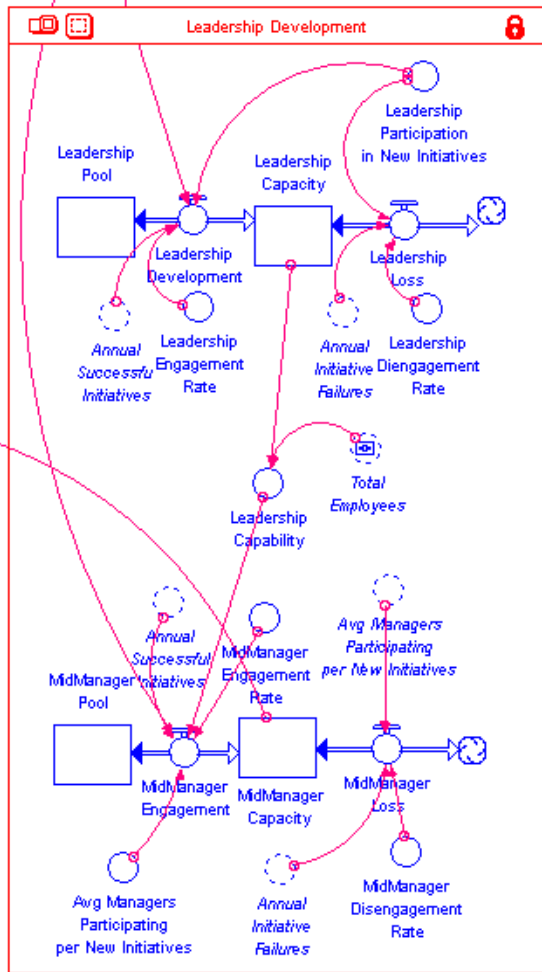 Leadership Development
Leadership
Participation
in New Initiatives
Leadership
Pool
Leadership
Capacity
Leadership
Development
Leadership
Loss
Annual
Successfu
Initiatives
Leadership
Engagement
Rate
Annual
Initiative
Failures
Leadership
Diengagement
Rate
Total
Employees
Leadership
Capability
Annual
Successful
Initiatives
MidManager
Engagement
Rate
Avg Managers
Participating
per New Initiatives
MidManager
Pool
MidManager
Engagement
MidManager
Capacity
MidManager
Loss
Avg Managers
Participating
per New Initiatives
Annual
Initiative
Failures
MidManager
Disengagement
Rate